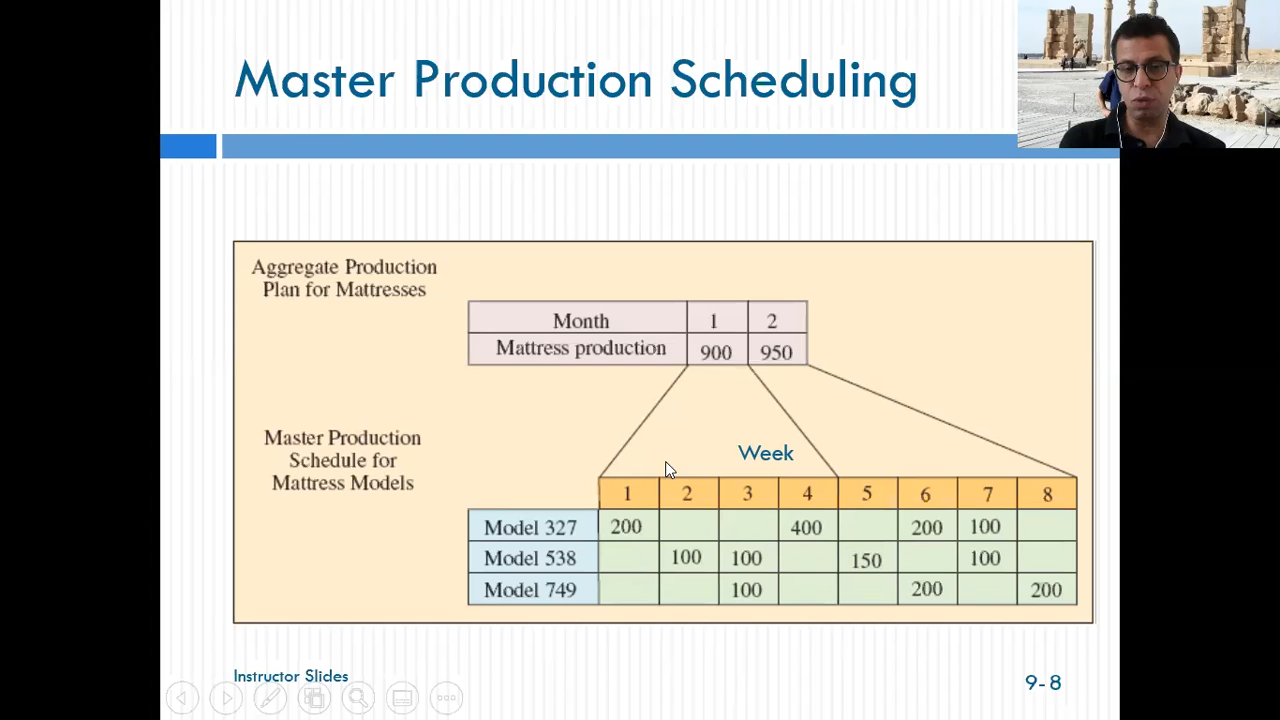 Master Production Scheduling
Aggregate Production
Plan for Mattresses
Month 1 2
Mattress production 900 950
Master Production
Schedule for
Mattress Models
Week
1 2 3 4 5 6 7 8
Model 327 200 400 200 100
Model 538 100 100 150 100
Model 749 100 200 200
Instructor Slides
9-8